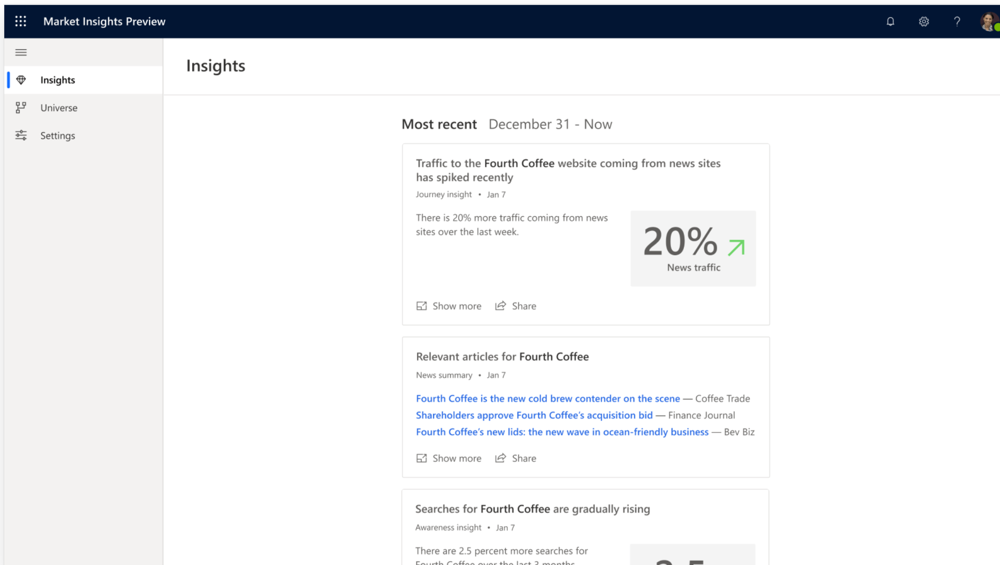 Market Insights Preview
?
Insights
Universe
Settings
Insights
Most recent December 31 - Now
Traffic to the Fourth Coffee website coming from news sites
has spiked recently
Journey insight • Jan 7
There is 20% more traffic coming from news
sites over the last week.
20%
News traffic
Show more Share
Relevant articles for Fourth Coffee
News summary • Jan 7
Fourth Coffee is the new cold brew contender on the scene — Coffee Trade
Shareholders approve Fourth Coffee’s acquisition bid — Finance Journal
Fourth Coffee’s new lids: the new wave in ocean-friendly business — Bev Biz
Show more Share
Searches for Fourth Coffee are gradually rising
Awareness insight • Jan 7
There are 2.5 percent more searches for
Fourth Coffee over the last 3 months